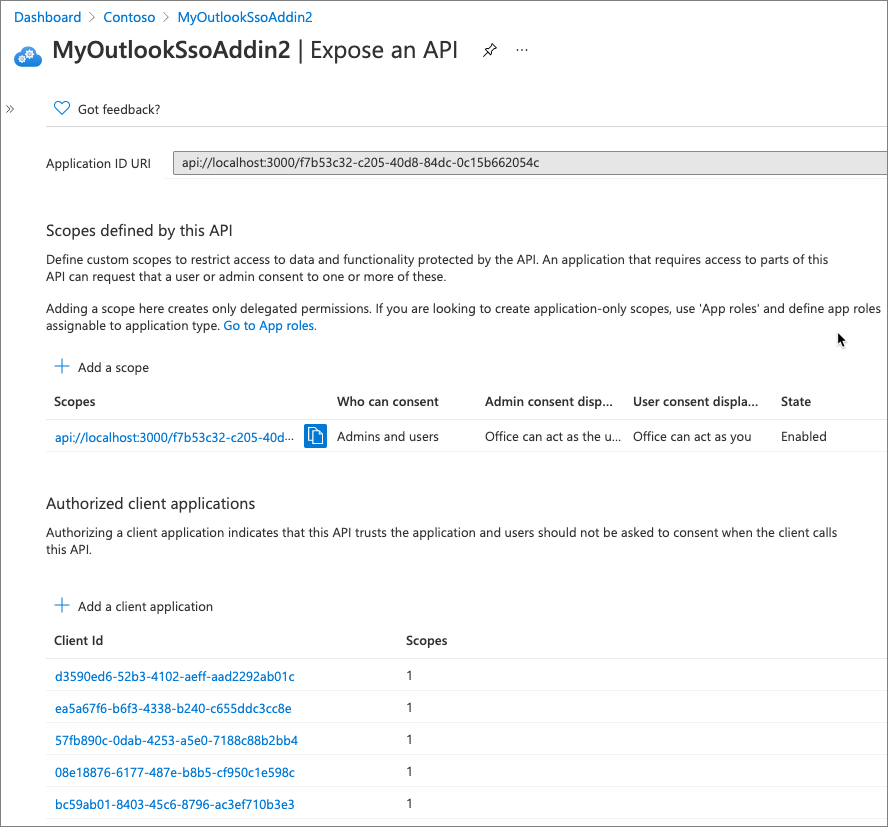 Dashboard > Contoso > MyOutlookSsoAddin2
MyOutlookSsoAddin2 | Expose an API ...
» Got feedback?
Application ID URI api://localhost:3000/f7b53c32-c205-40d8-84dc-0c15b662054c
Scopes defined by this API
Define custom scopes to restrict access to data and functionality protected by the API. An application that requires access to parts of this
API can request that a user or admin consent to one or more of these.
Adding a scope here creates only delegated permissions. If you are looking to create application-only scopes, use 'App roles' and define app roles
assignable to application type. Go to App roles.
+ Add a scope
Scopes Who can consent Admin consent disp... User consent displa... State
api://localhost:3000/f7b53c32-c205-40d... Admins and users Office can act as the u... Office can act as you Enabled
Authorized client applications
Authorizing a client application indicates that this API trusts the application and users should not be asked to consent when the client calls
this API.
+ Add a client application
Client Id Scopes
d3590ed6-52b3-4102-aeff-aad2292ab01c 1
ea5a67f6-b6f3-4338-b240-c655ddc3cc8e 1
57fb890c-0dab-4253-a5e0-7188c88b2bb4 1
08e18876-6177-487e-b8b5-cf950c1e598c 1
bc59ab01-8403-45c6-8796-ac3ef710b3e3 1